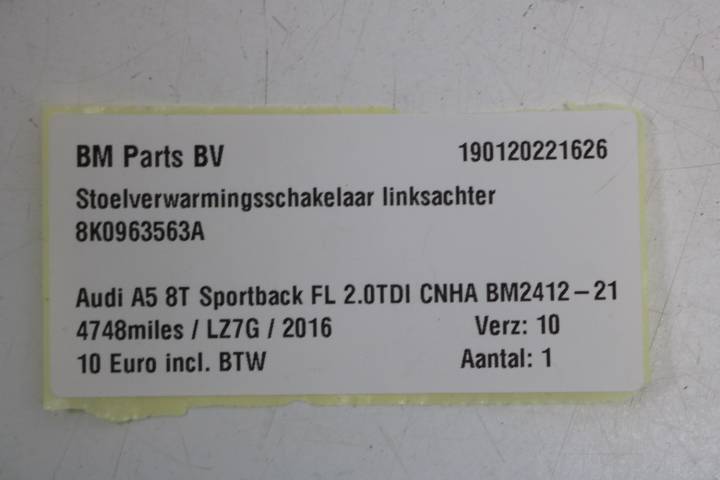 BM Parts BV 190120221626
Stoelverwarmingsschakelaar linksachter
8K0963563A
Audi A5 8T Sportback FL 2.0TDI CNHA BM2412-21
4748miles / LZ7G / 2016 Verz: 10
10 Euro incl. BTW Aantal: 1